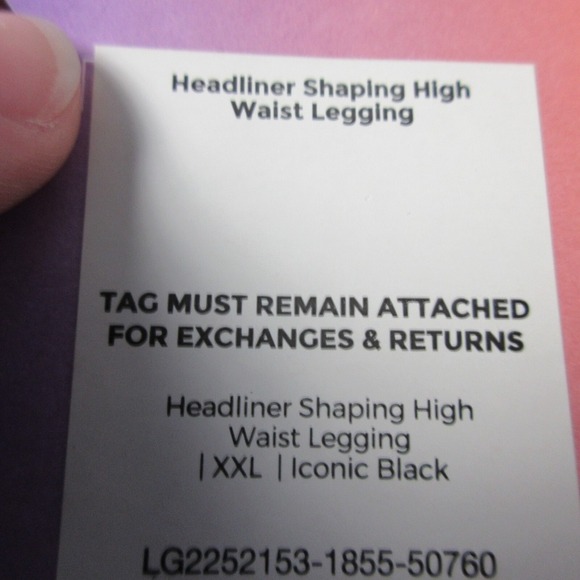 Headliner Shaping High
Waist Legging
TAG MUST REMAIN ATTACHED
FOR EXCHANGES & RETURNS
Headliner Shaping High
Waist Legging
| XXL | Iconic Black
LG2252153-1855-50760